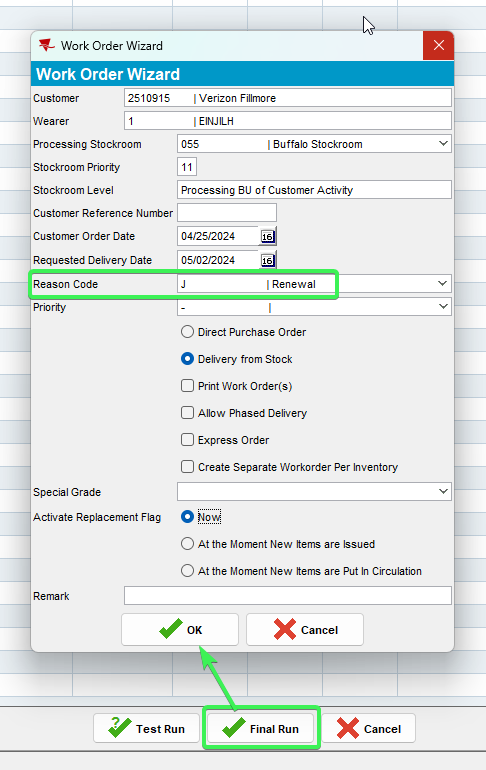 Work Order Wizard
Work Order Wizard
Customer 2510915 | Verizon Fillmore
Wearer 1 | EINJILH
Processing Stockroom 055 | Buffalo Stockroom
Stockroom Priority 11
Stockroom Level Processing BU of Customer Activity
Customer Reference Number
Customer Order Date 04/25/2024 16
Requested Delivery Date 05/02/2024 16
Reason Code J | Renewal
Priority - |
Direct Purchase Order
Delivery from Stock
Print Work Order(s)
Allow Phased Delivery
Express Order
Create Separate Workorder Per Inventory
Special Grade
Activate Replacement Flag Now
At the Moment New Items are Issued
At the Moment New Items are Put In Circulation
Remark
OK Cancel
Test Run Final Run Cancel